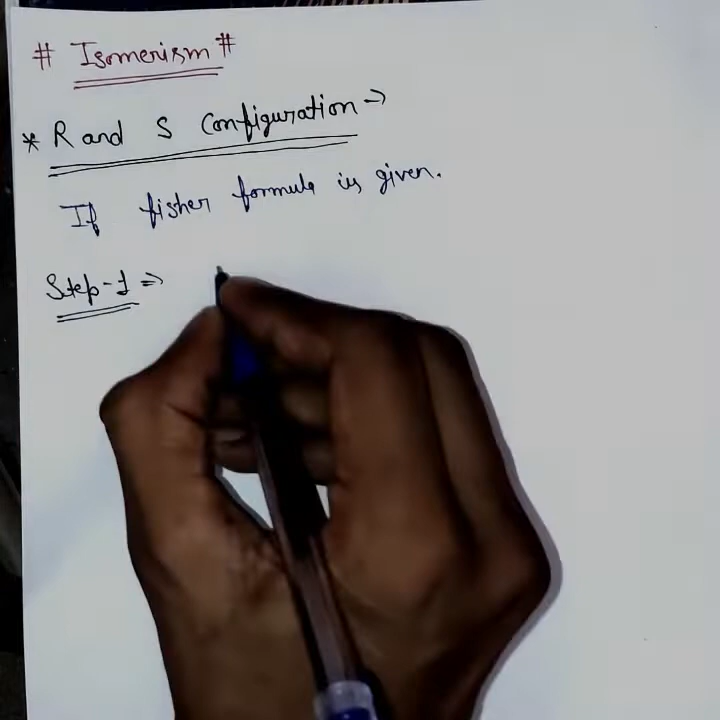 # Isomerism #
* R and S Configuration →
If fisher formula is given.
Step-1 ⇒